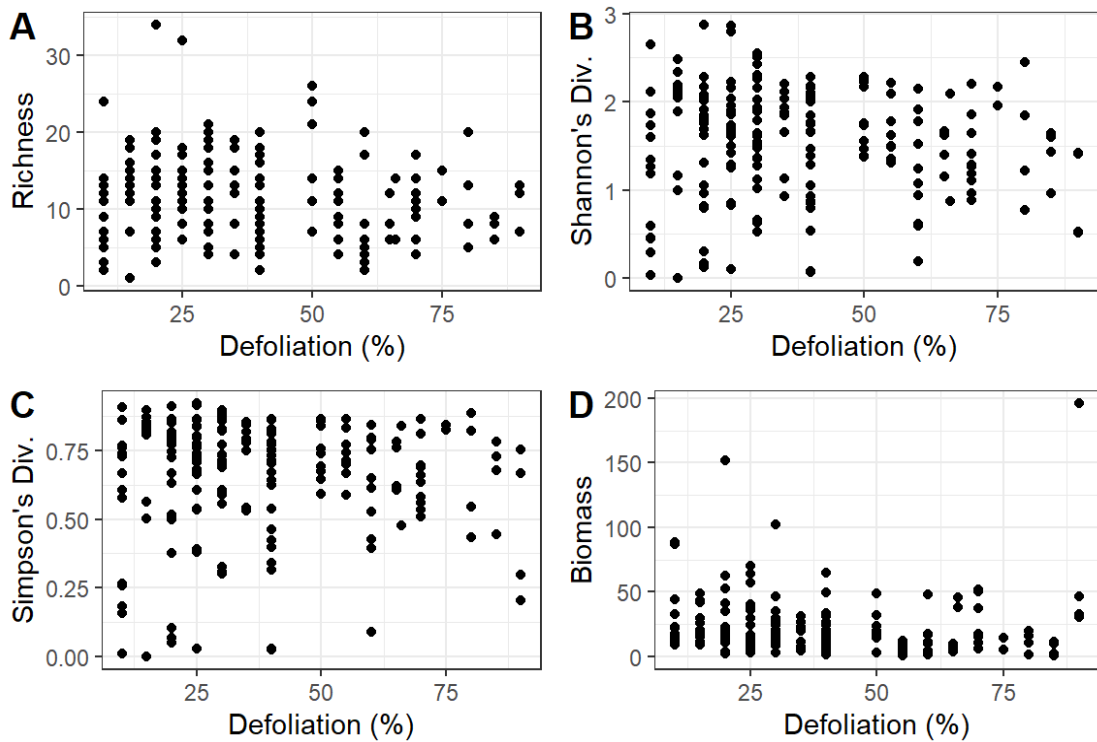 A
Richness
30
20
10
0
25
50
75
Defoliation (%)
B
Shannon's Div.
3
2
1
0
25
50
75
Defoliation (%)
C
Simpson's Div.
0.75
0.50
0.25
0.00
25
50
75
Defoliation (%)
D
Biomass
200
150
100
50
0
25
50
75
Defoliation (%)